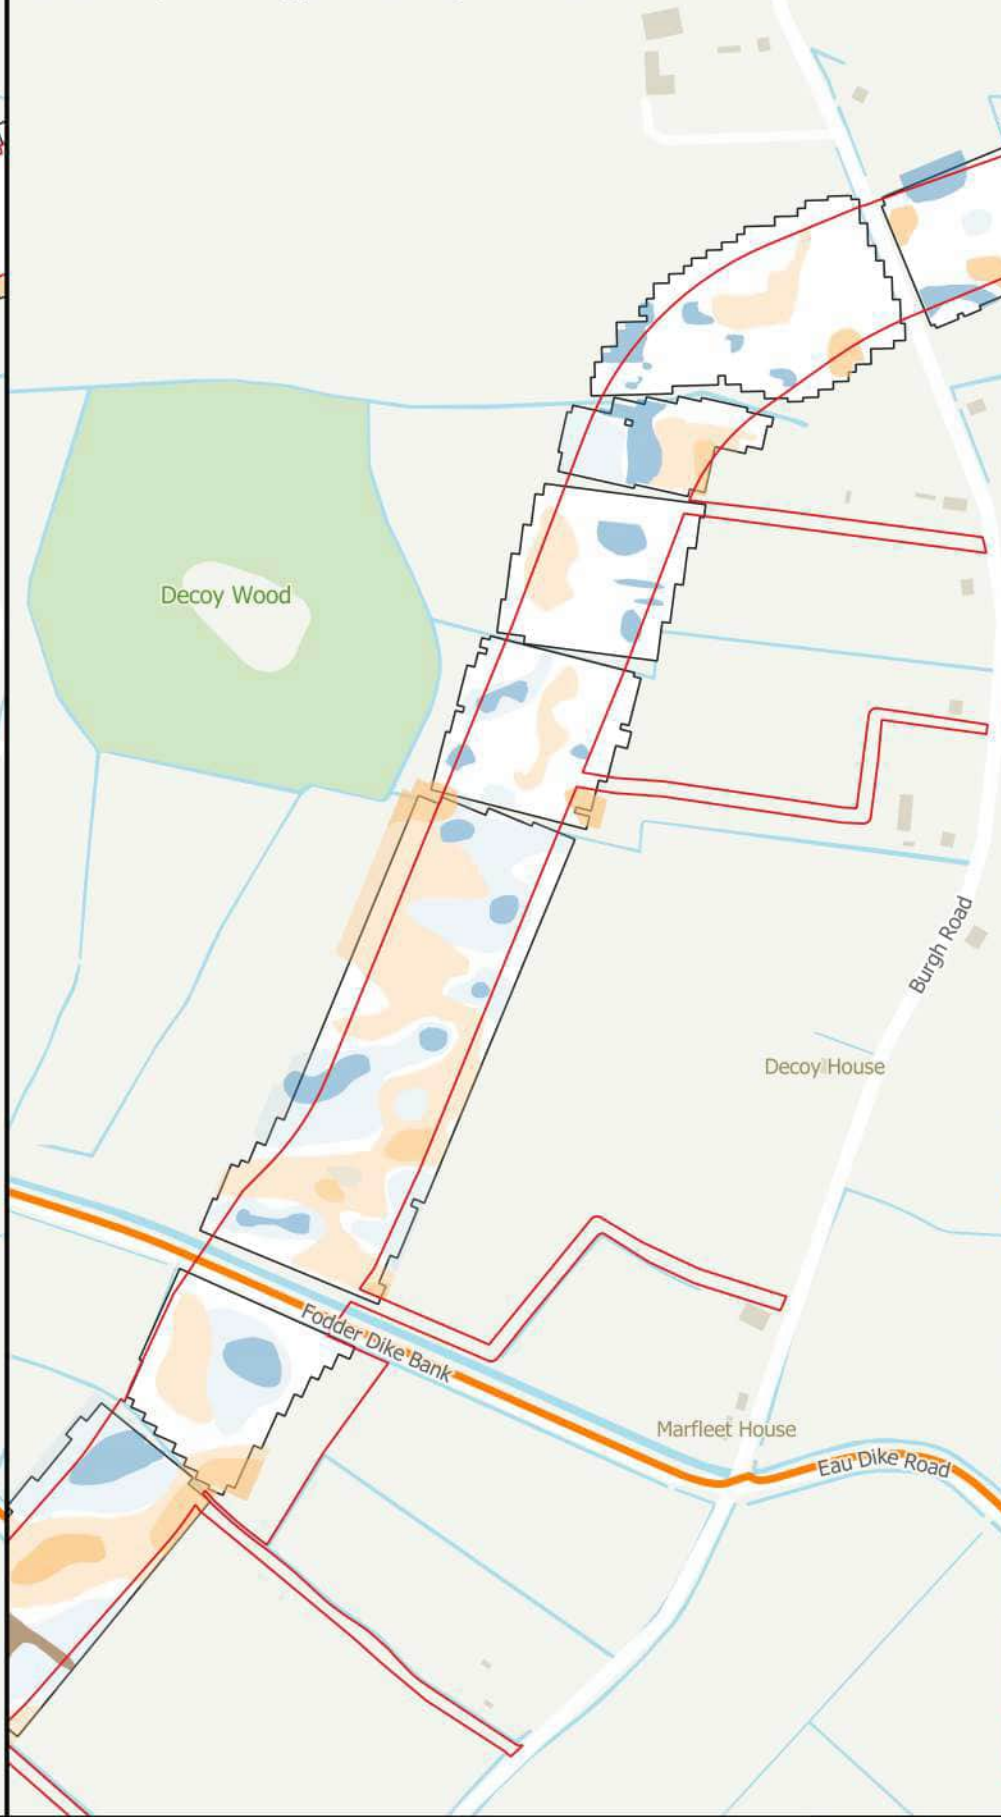 Decoy Wood
Burgh Road
Decoy House
Fodder Dike Bank
Marfleet House
Eau Dike Road